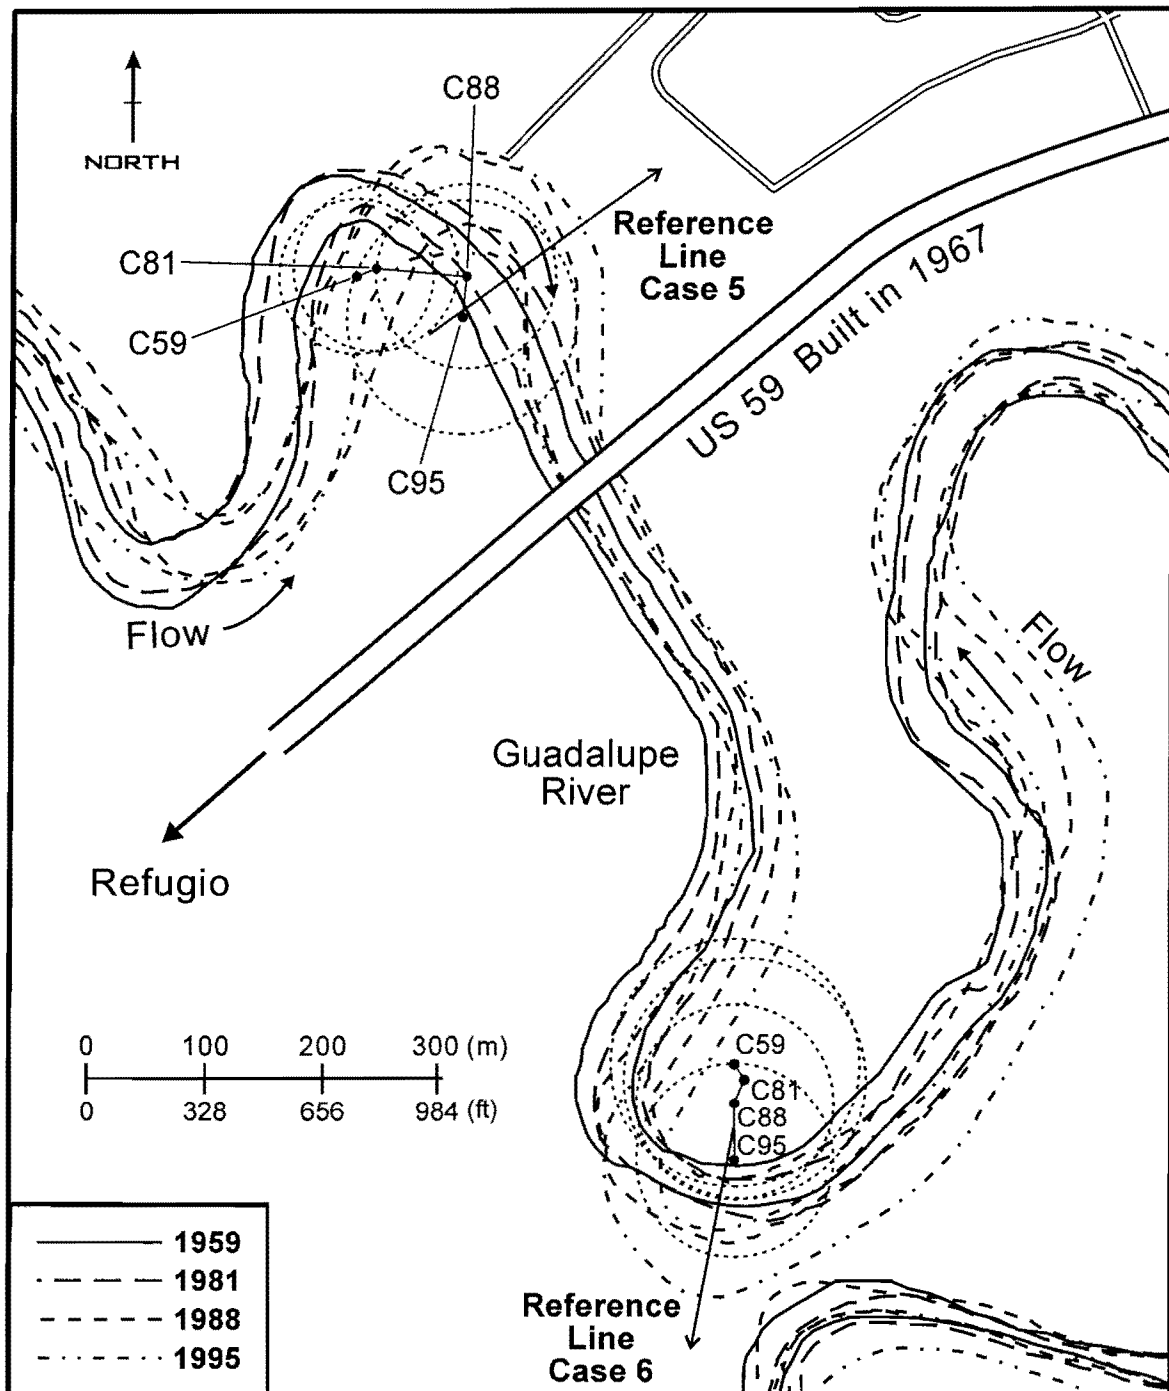 C88
NORTH
Reference
Line
Case 5
C81
C59
US 59 Built in 1967
C95
Flow
Flow
Guadalupe
River
Refugio
0 100 200 300 (m)
0 328 656 984 (ft)
C59
C81
C88
C95
1959
1981
1988
1995
Reference
Line
Case 6